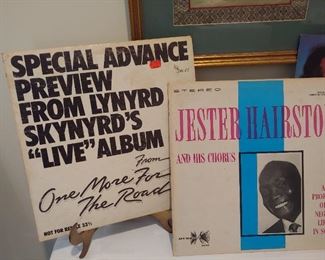 SPECIAL ADVANCE
PREVIEW
FROM LYNYRD
SKYNYRD'S
"LIVE" ALBUM
From
One More For
The Road
NOT FOR RESALE 33⅓
STEREO
JESTER HAIRSTO
AND HIS CHORUS
IN S